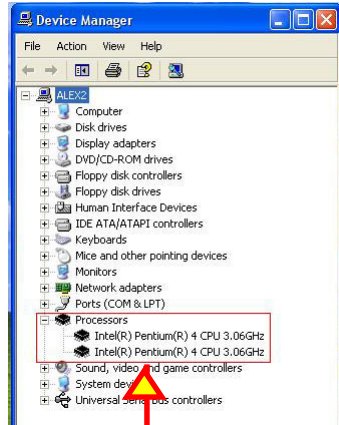 Device Manager
File Action View Help
ALEX2
Computer
Disk drives
Display adapters
DVD/CD-ROM drives
Floppy disk controllers
Floppy disk drives
Human Interface Devices
IDE ATA/ATAPI controllers
Keyboards
Mice and other pointing devices
Monitors
Network adapters
Ports (COM & LPT)
Processors
Intel(R) Pentium(R) 4 CPU 3.06GHz
Intel(R) Pentium(R) 4 CPU 3.06GHz
Sound, video and game controllers
System devices
Universal Serial Bus controllers